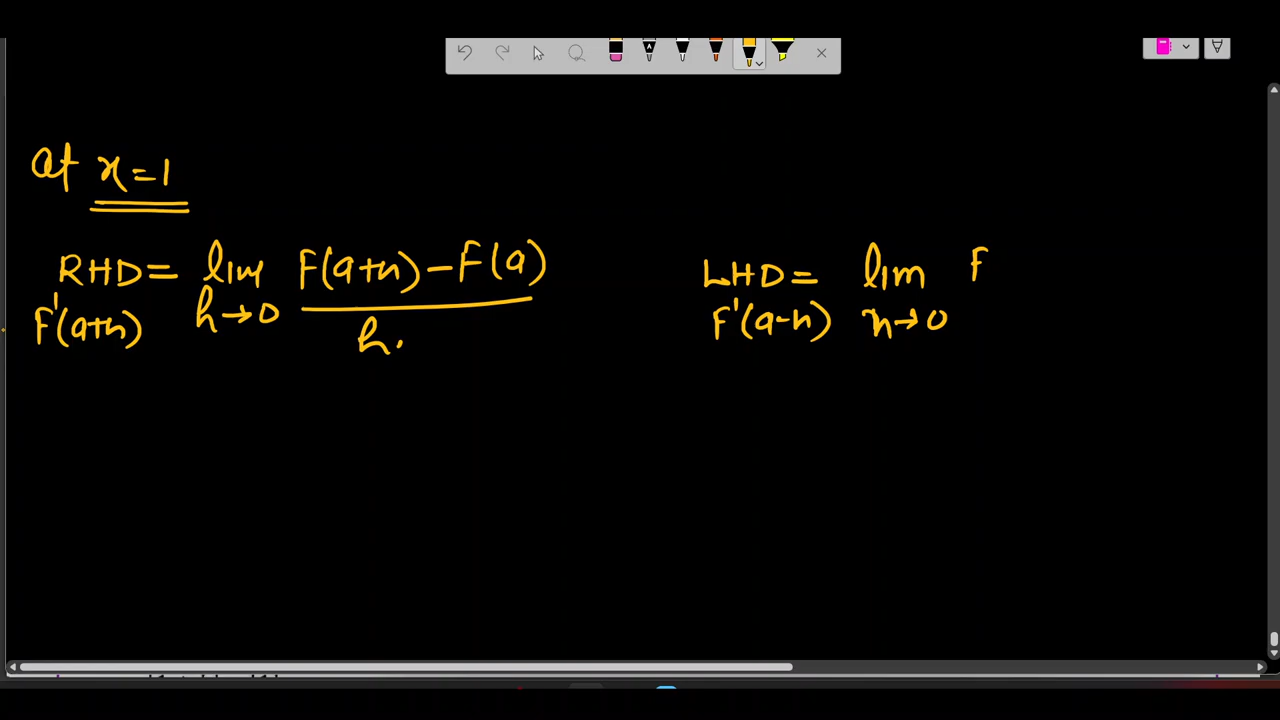 at x=1
RHD = lim F(a+h)-F(a)
F'(a+h) h→0 h.
LHD = lim F
F'(a-h) h→0